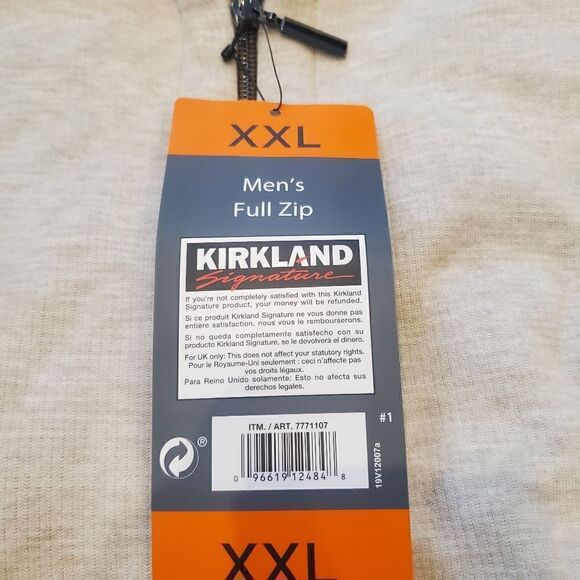 XXL
Men's
Full Zip
KIRKLAND
Signature
If you're not completely satisfied with this Kirkland
Signature product, your money will be refunded.
Si ce produit Kirkland Signature ne vous donne pas
entière satisfaction, nous vous le rembourserons.
Si no queda completamente satisfecho con su
producto Kirkland Signature, se le devolverá el dinero.
For UK only: This does not affect your statutory rights.
Pour le Royaume-Uni seulement : ceci n'affecte pas
vos droits légaux.
Para Reino Unido solamente: Esto no afecta sus
derechos legales.
#1
ITM. / ART. 7771107
®
0 96619 12484 8
19V12007a
XXL